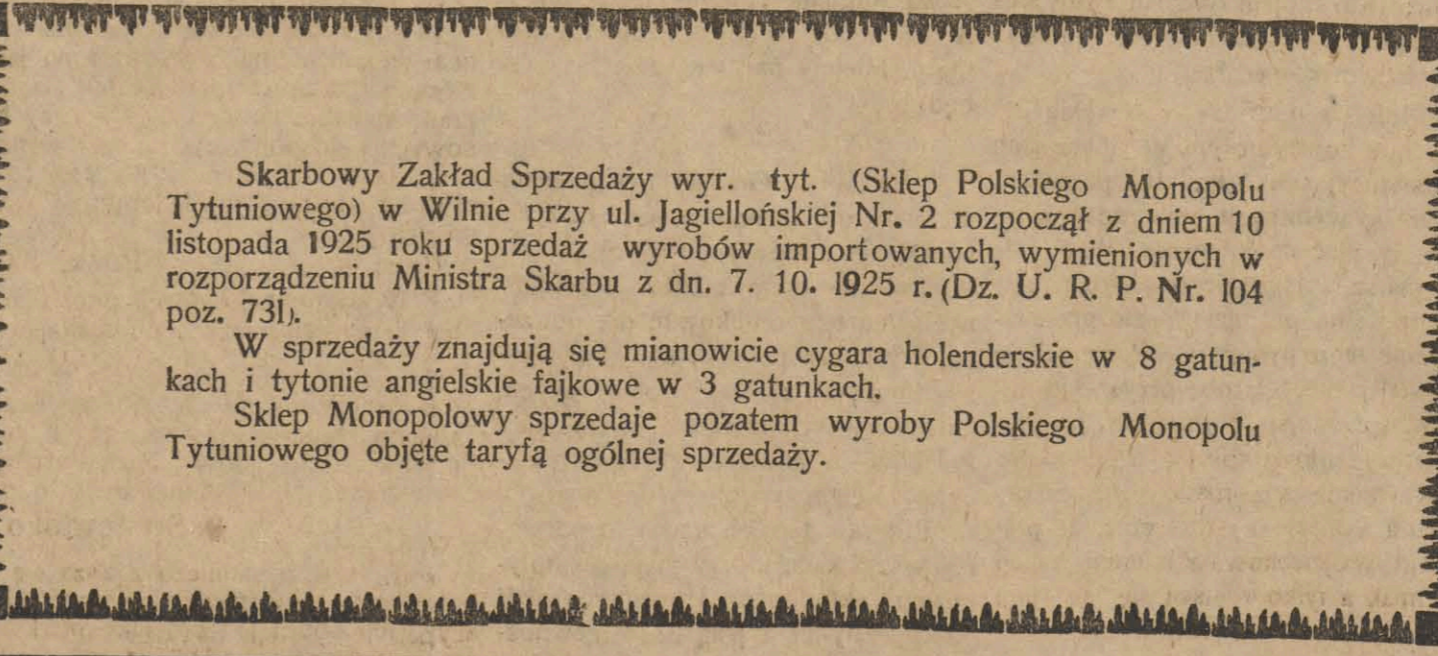 Skarbowy Zakład Sprzedaży wyr. tyt. (Sklep Polskiego Monopolu
Tytuniowego) w Wilnie przy ul. Jagiellońskiej Nr. 2 rozpoczął z dniem 10
listopada 1925 roku sprzedaż wyrobów importowanych, wymienionych w
rozporządzeniu Ministra Skarbu z dn. 7. 10. 1925 r. (Dz. U. R. P. Nr. 104
poz. 731).
W sprzedaży znajdują się mianowicie cygara holenderskie w 8 gatun-
kach i tytonie angielskie fajkowe w 3 gatunkach.
Sklep Monopolowy sprzedaje pozatem wyroby Polskiego Monopolu
Tytuniowego objęte taryfą ogólnej sprzedaży.